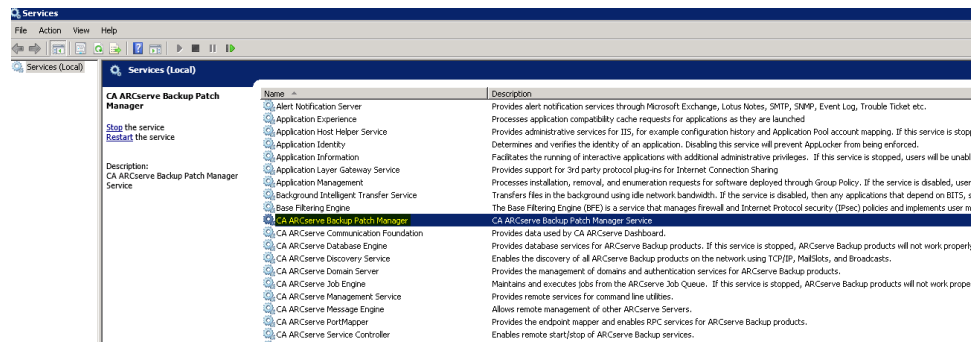 Services
File Action View Help
Services (Local)
Services (Local)
CA ARCserve Backup Patch
Manager
Stop the service
Restart the service
Description:
CA ARCserve Backup Patch Manager
Service
Name Description
Alert Notification Server Provides alert notification services through Microsoft Exchange, Lotus Notes, SMTP, SNMP, Event Log, Trouble Ticket etc.
Application Experience Processes application compatibility cache requests for applications as they are launched
Application Host Helper Service Provides administrative services for IIS, for example configuration history and Application Pool account mapping. If this service is stopp
Application Identity Determines and verifies the identity of an application. Disabling this service will prevent AppLocker from being enforced.
Application Information Facilitates the running of interactive applications with additional administrative privileges. If this service is stopped, users will be unabl
Application Layer Gateway Service Provides support for 3rd party protocol plug-ins for Internet Connection Sharing
Application Management Processes installation, removal, and enumeration requests for software deployed through Group Policy. If the service is disabled, user
Background Intelligent Transfer Service Transfers files in the background using idle network bandwidth. If the service is disabled, then any applications that depend on BITS, s
Base Filtering Engine The Base Filtering Engine (BFE) is a service that manages firewall and Internet Protocol security (IPsec) policies and implements user m
CA ARCserve Backup Patch Manager CA ARCserve Backup Patch Manager Service
CA ARCserve Communication Foundation Provides data used by CA ARCserve Dashboard.
CA ARCserve Database Engine Provides database services for ARCserve Backup products. If this service is stopped, ARCserve Backup products will not work properly
CA ARCserve Discovery Service Enables the discovery of all ARCserve Backup products on the network using TCP/IP, MailSlots, and Broadcasts.
CA ARCserve Domain Server Provides the management of domains and authentication services for ARCserve Backup products.
CA ARCserve Job Engine Maintains and executes jobs from the ARCserve Job Queue. If this service is stopped, ARCserve Backup products will not work prope
CA ARCserve Management Service Provides remote services for command line utilities.
CA ARCserve Message Engine Allows remote management of other ARCserve Servers.
CA ARCserve PortMapper Provides the endpoint mapper and enables RPC services for ARCserve Backup products.
CA ARCserve Service Controller Enables remote start/stop of ARCserve Backup services.